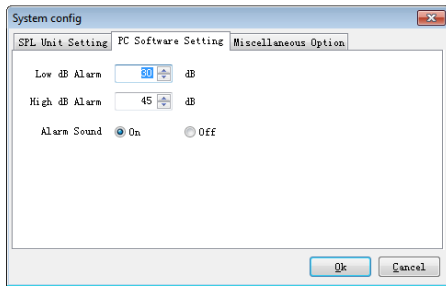 System config
SPL Unit Setting PC Software Setting Miscellaneous Option
Low dB Alarm 30 dB
High dB Alarm 45 dB
Alarm Sound On Off
Ok Cancel